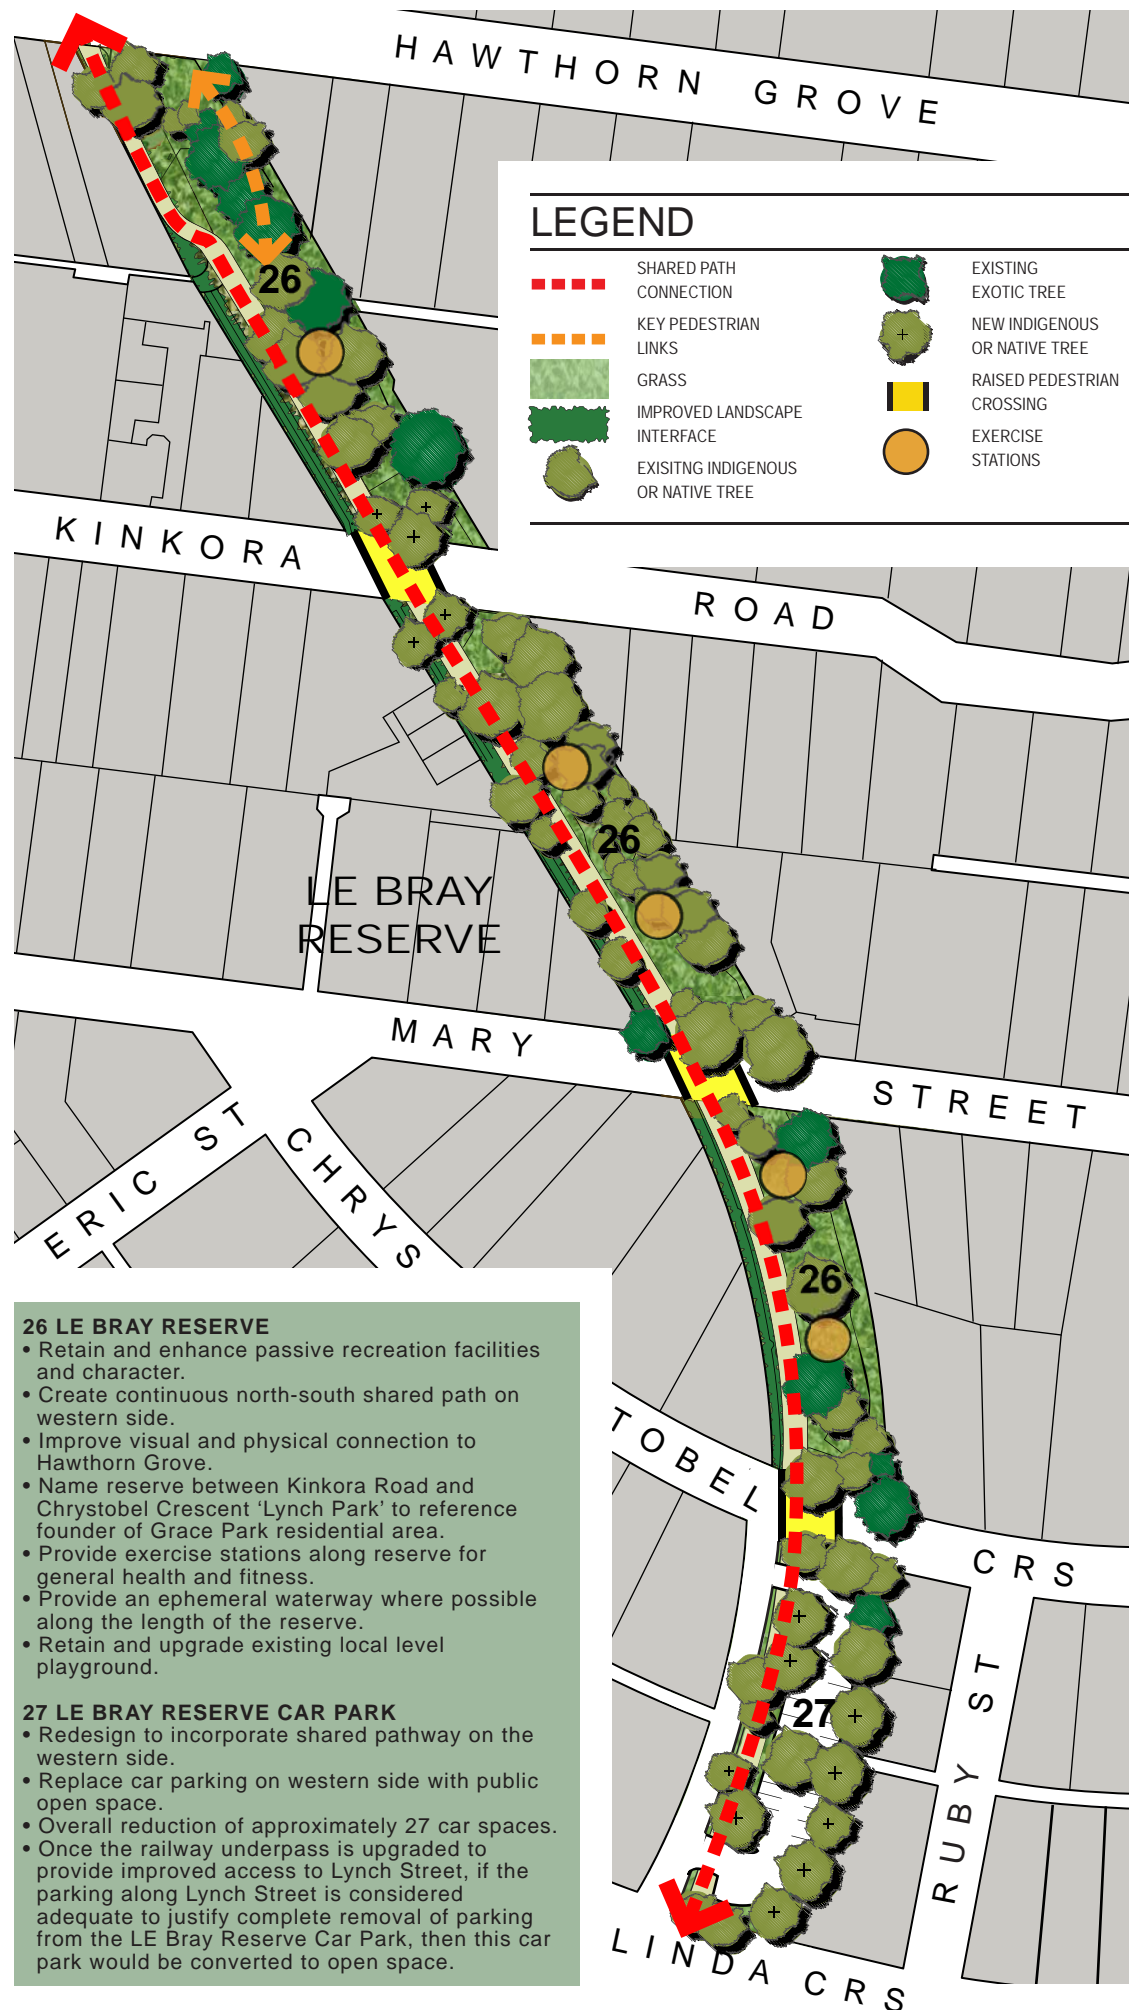 HAWTHORN GROVE
LEGEND
SHARED PATH
CONNECTION
KEY PEDESTRIAN
LINKS
GRASS
IMPROVED LANDSCAPE
INTERFACE
EXISITNG INDIGENOUS
OR NATIVE TREE
EXISTING
EXOTIC TREE
NEW INDIGENOUS
OR NATIVE TREE
RAISED PEDESTRIAN
CROSSING
EXERCISE
STATIONS
26
KINKORA ROAD
26
LE BRAY
RESERVE
MARY STREET
ERIC ST
CHRYSTOBEL CRS
26
27
RUBY ST
LINDA CRS
26 LE BRAY RESERVE
• Retain and enhance passive recreation facilities
and character.
• Create continuous north-south shared path on
western side.
• Improve visual and physical connection to
Hawthorn Grove.
• Name reserve between Kinkora Road and
Chrystobel Crescent ‘Lynch Park’ to reference
founder of Grace Park residential area.
• Provide exercise stations along reserve for
general health and fitness.
• Provide an ephemeral waterway where possible
along the length of the reserve.
• Retain and upgrade existing local level
playground.
27 LE BRAY RESERVE CAR PARK
• Redesign to incorporate shared pathway on the
western side.
• Replace car parking on western side with public
open space.
• Overall reduction of approximately 27 car spaces.
• Once the railway underpass is upgraded to
provide improved access to Lynch Street, if the
parking along Lynch Street is considered
adequate to justify complete removal of parking
from the LE Bray Reserve Car Park, then this car
park would be converted to open space.